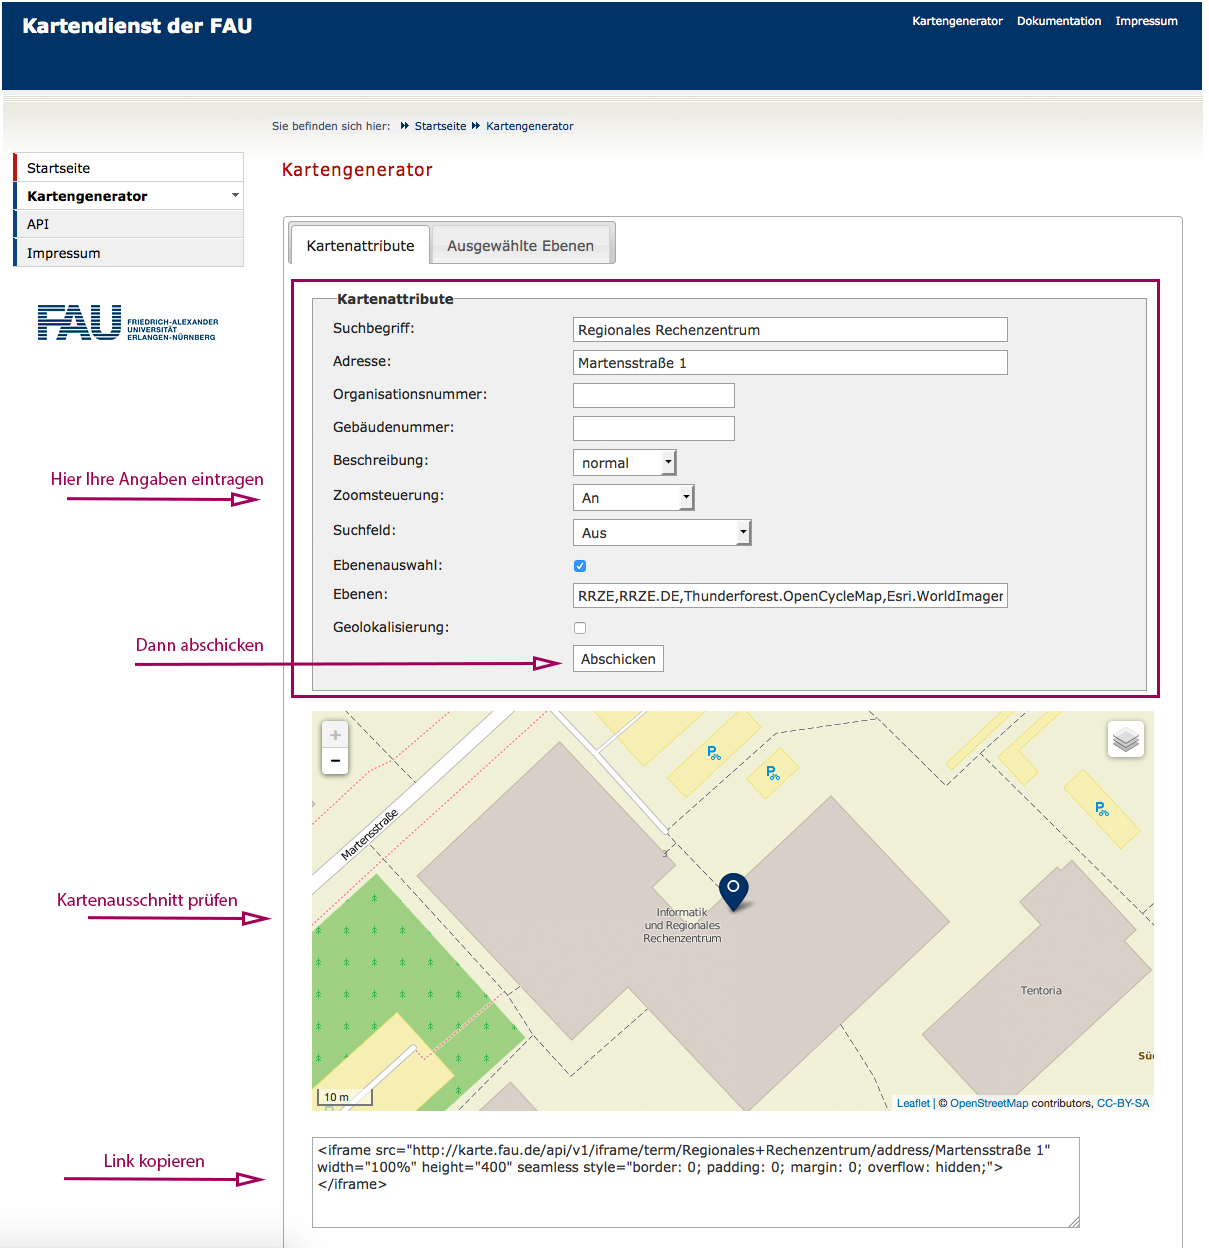 Kartendienst der FAU
Kartengenerator Dokumentation Impressum
Sie befinden sich hier: Startseite Kartengenerator
Startseite
Kartengenerator
API
Impressum
FAU FRIEDRICH-ALEXANDER
UNIVERSITÄT
ERLANGEN-NÜRNBERG
Kartengenerator
Kartenattribute Ausgewählte Ebenen
Kartenattribute
Suchbegriff: Regionales Rechenzentrum
Adresse: Martensstraße 1
Organisationsnummer:
Gebäudenummer:
Beschreibung: normal
Hier Ihre Angaben eintragen
Zoomsteuerung: An
Suchfeld: Aus
Ebenenauswahl:
Ebenen: RRZE,RRZE.DE,Thunderforest.OpenCycleMap,Esri.WorldImager
Geolokalisierung:
Dann abschicken
Abschicken
+
-
P
P
P
Martensstraße
3
Kartenausschnitt prüfen
Informatik
und Regionales
Rechenzentrum
Tentoria
Süd
10 m
Leaflet | © OpenStreetMap contributors, CC-BY-SA
Link kopieren
<iframe src="http://karte.fau.de/api/v1/iframe/term/Regionales+Rechenzentrum/address/Martensstraße 1"
width="100%" height="400" seamless style="border: 0; padding: 0; margin: 0; overflow: hidden;">
</iframe>